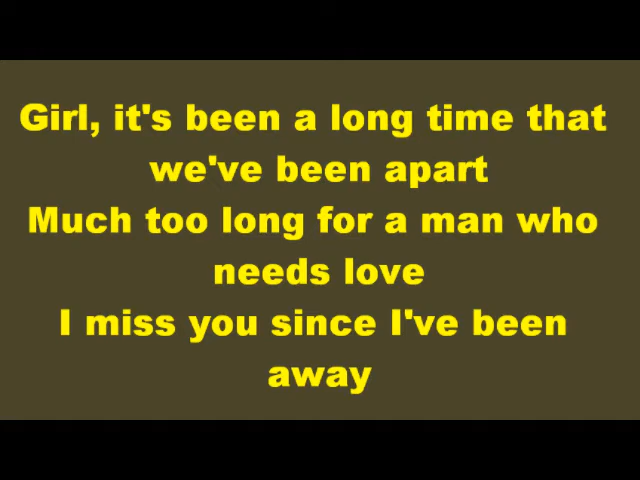 Girl, it's been a long time that
we've been apart
Much too long for a man who
needs love
I miss you since I've been
away